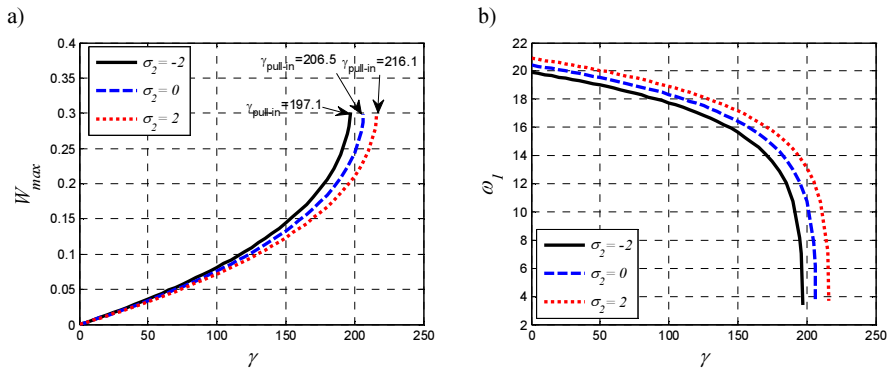 a)
0.4
0.35
0.3
0.25
0.2
0.15
0.1
0.05
0
W_max
0 50 100 150 200 250
γ
σ₂= -2
σ₂= 0
σ₂= 2
γpull-in=206.5
γpull-in=216.1
γpull-in=197.1
b)
22
20
18
16
14
12
10
8
6
4
2
ω₁
0 50 100 150 200 250
γ
σ₂= -2
σ₂= 0
σ₂= 2